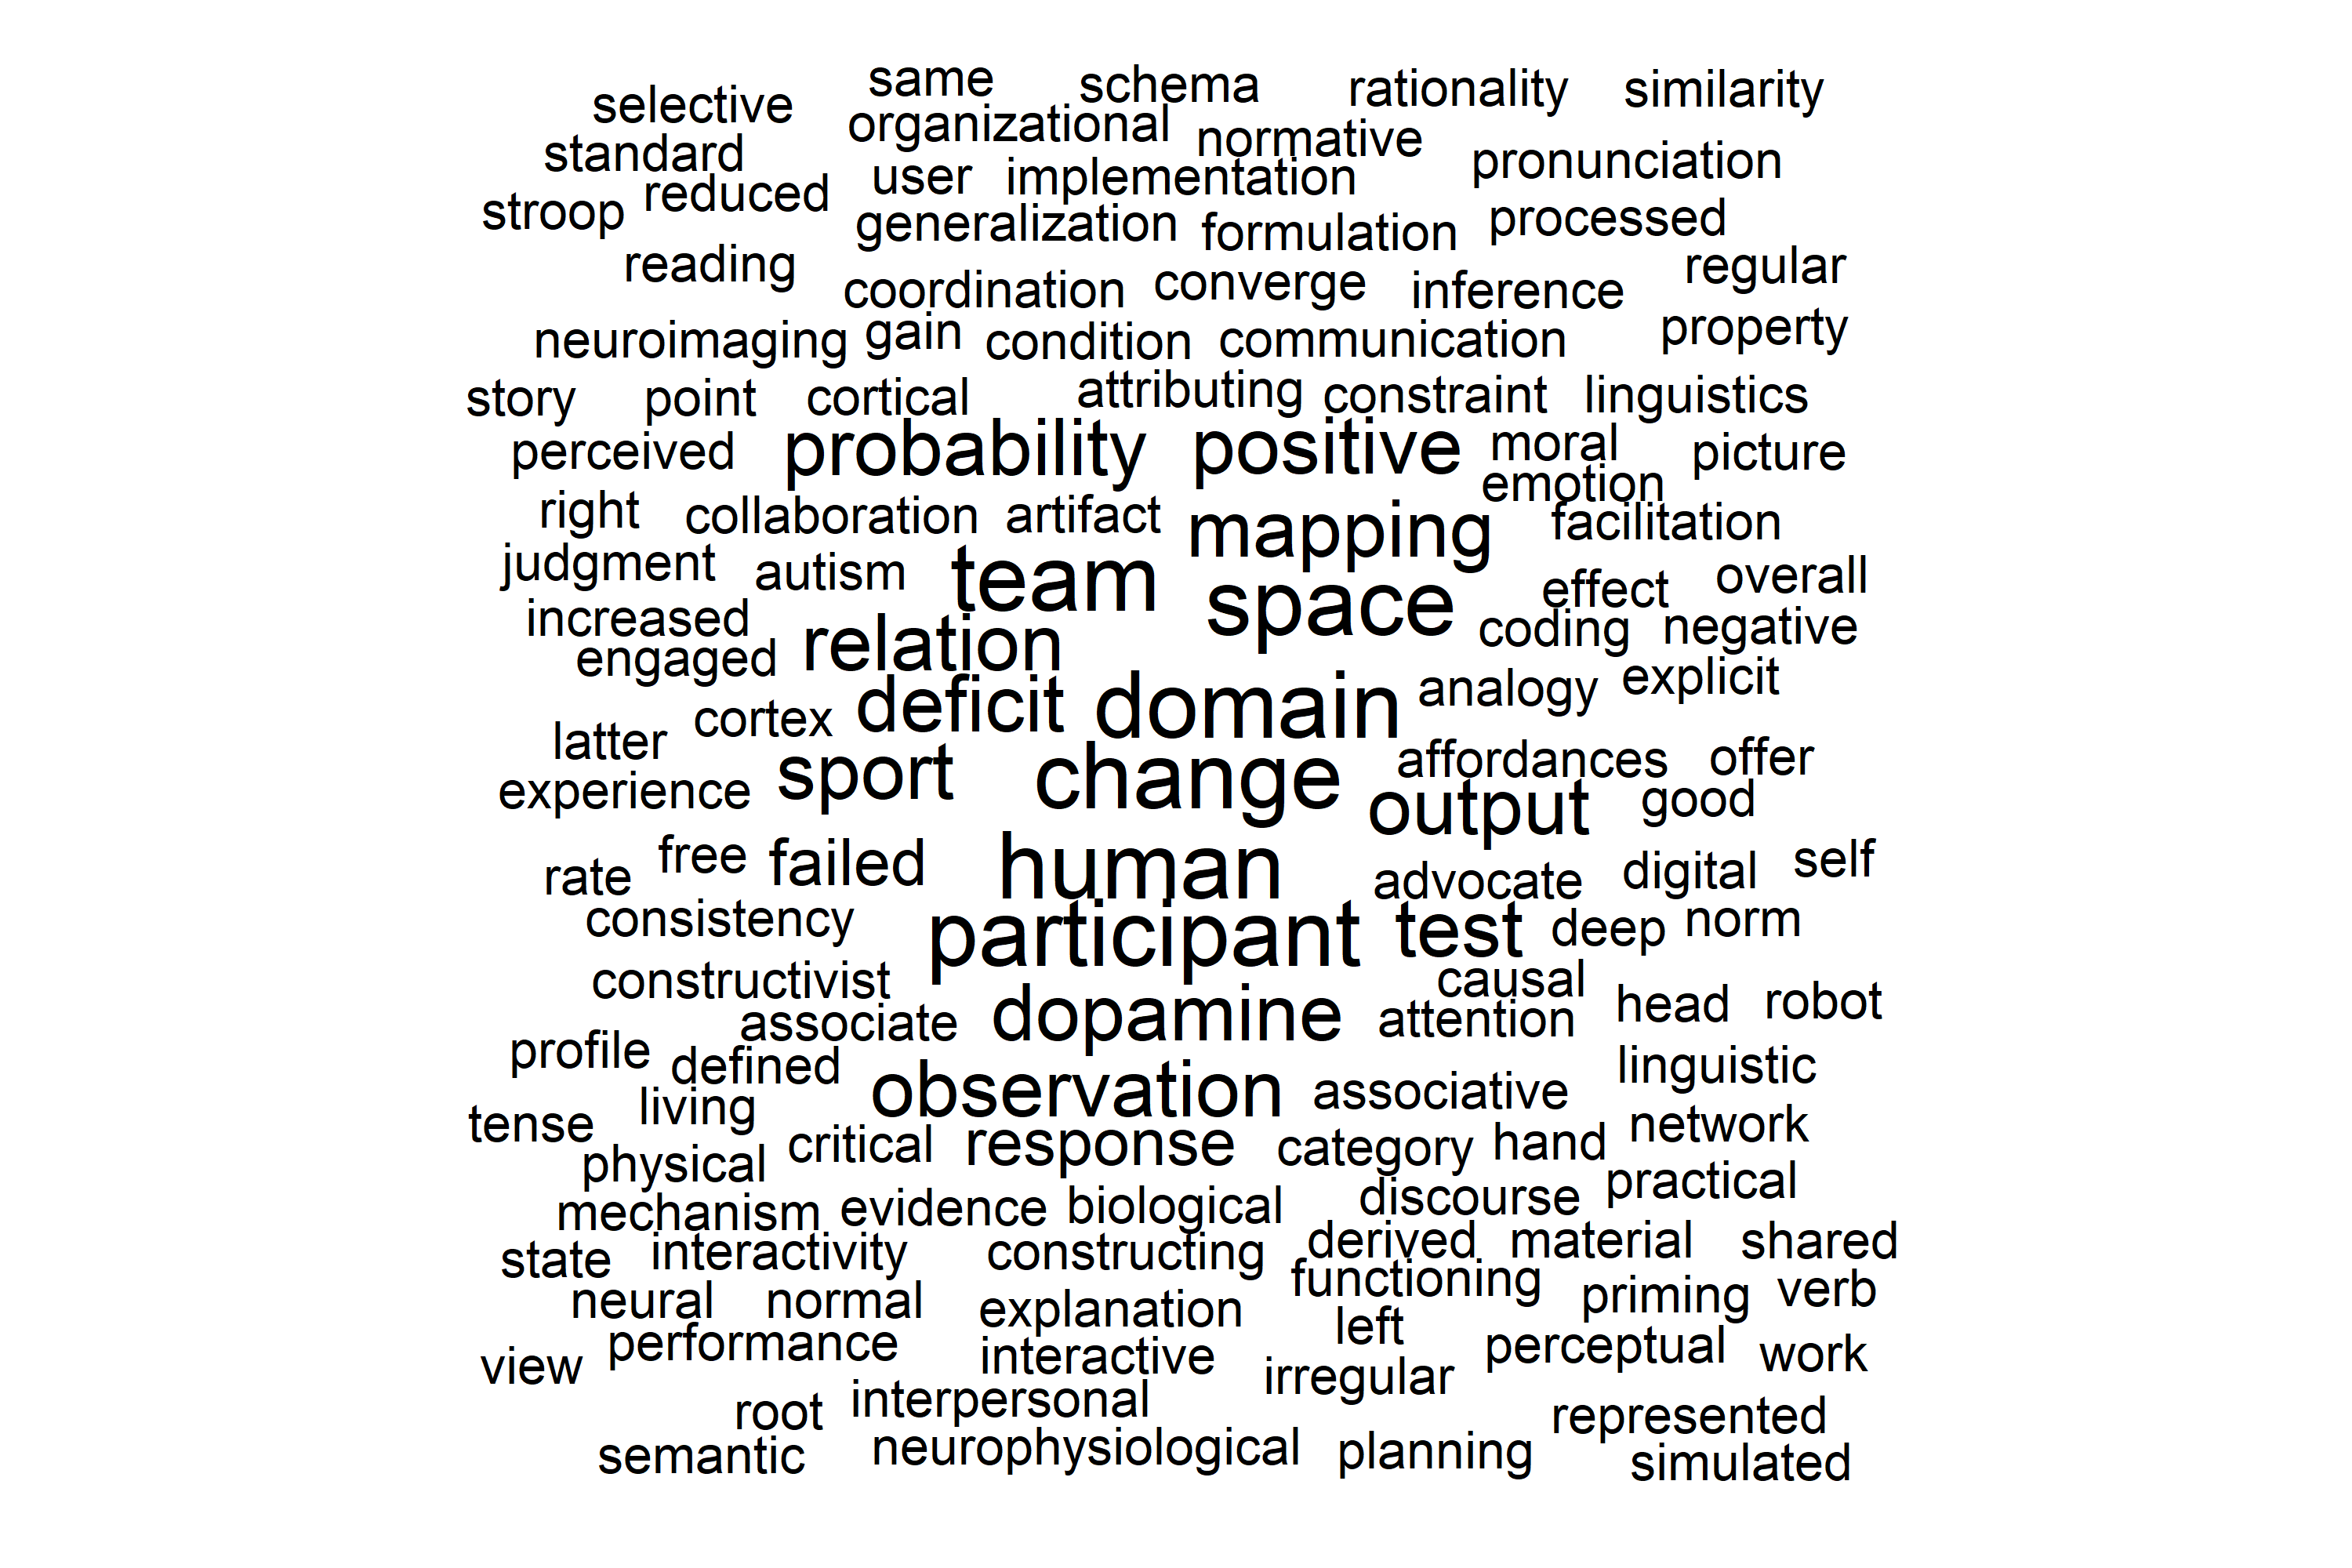 same schema rationality similarity
selective organizational normative
standard user implementation pronunciation
stroop reduced generalization formulation processed
reading coordination converge inference regular
neuroimaging gain condition communication property
story point cortical attributing constraint linguistics
perceived probability positive moral picture
emotion
right collaboration artifact mapping facilitation
judgment autism team space effect overall
increased relation coding negative
engaged deficit domain analogy explicit
latter cortex
experience sport change affordances offer
output good
rate free failed human advocate digital self
consistency participant test deep norm
constructivist causal
associate dopamine attention head robot
profile defined observation associative linguistic
tense living network
physical critical response category hand
practical
mechanism evidence biological discourse
state interactivity constructing derived material shared
functioning
neural normal explanation priming verb
left
view performance interactive irregular perceptual work
root interpersonal represented
semantic neurophysiological planning simulated